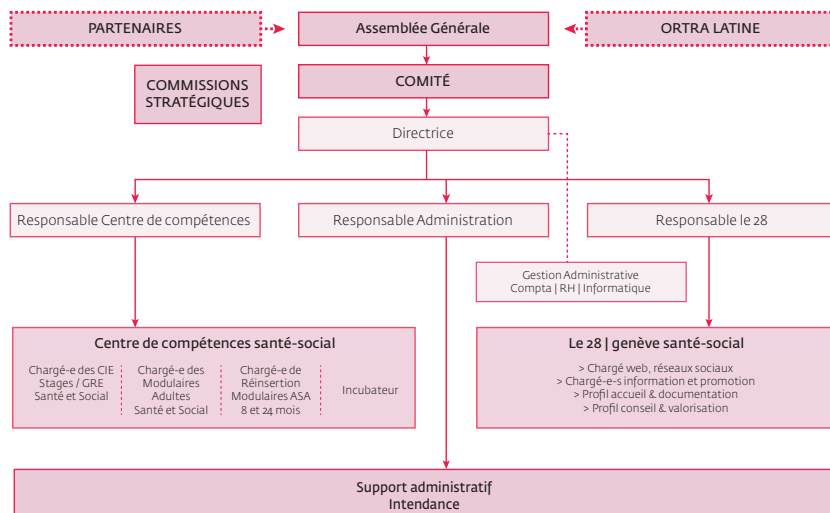 PARTENAIRES
Assemblée Générale
ORTRA LATINE
COMMISSIONS
STRATÉGIQUES
COMITÉ
Directrice
Responsable Centre de compétences
Responsable Administration
Responsable le 28
Gestion Administrative
Compta | RH | Informatique
Centre de compétences santé-social
Chargé-e des CIE
Stages / GRE
Santé et Social
Chargé-e des
Modulaires
Adultes
Santé et Social
Chargé-e de
Réinsertion
Modulaires ASA
8 et 24 mois
Incubateur
Le 28 | genève santé-social
> Chargé web, réseaux sociaux
> Chargé-e-s information et promotion
> Profil accueil & documentation
> Profil conseil & valorisation
Support administratif
Intendance